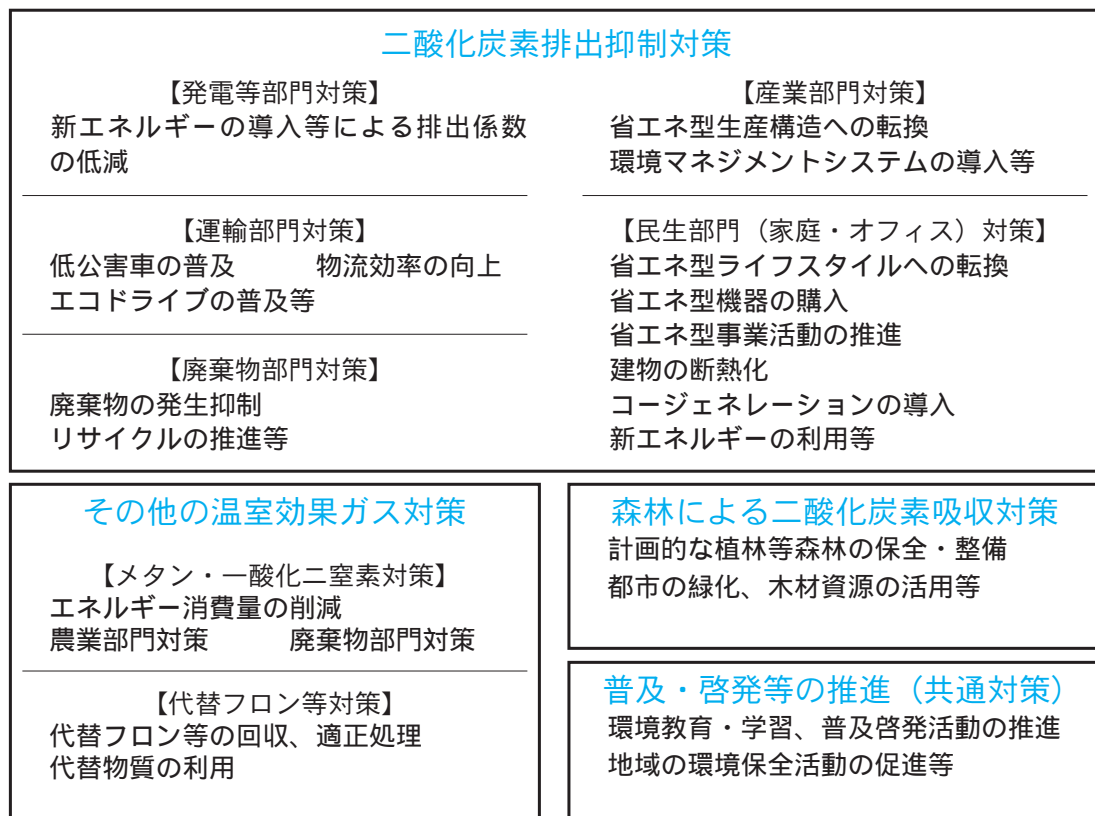 二酸化炭素排出抑制対策
【発電等部門対策】
新エネルギーの導入等による排出係数
の低減
【運輸部門対策】
低公害車の普及　　　物流効率の向上
エコドライブの普及等
【廃棄物部門対策】
廃棄物の発生抑制
リサイクルの推進等
【産業部門対策】
省エネ型生産構造への転換
環境マネジメントシステムの導入等
【民生部門（家庭・オフィス）対策】
省エネ型ライフスタイルへの転換
省エネ型機器の購入
省エネ型事業活動の推進
建物の断熱化
コージェネレーションの導入
新エネルギーの利用等
その他の温室効果ガス対策
【メタン・一酸化二窒素対策】
エネルギー消費量の削減
農業部門対策　　　廃棄物部門対策
【代替フロン等対策】
代替フロン等の回収、適正処理
代替物質の利用
森林による二酸化炭素吸収対策
計画的な植林等森林の保全・整備
都市の緑化、木材資源の活用等
普及・啓発等の推進（共通対策）
環境教育・学習、普及啓発活動の推進
地域の環境保全活動の促進等